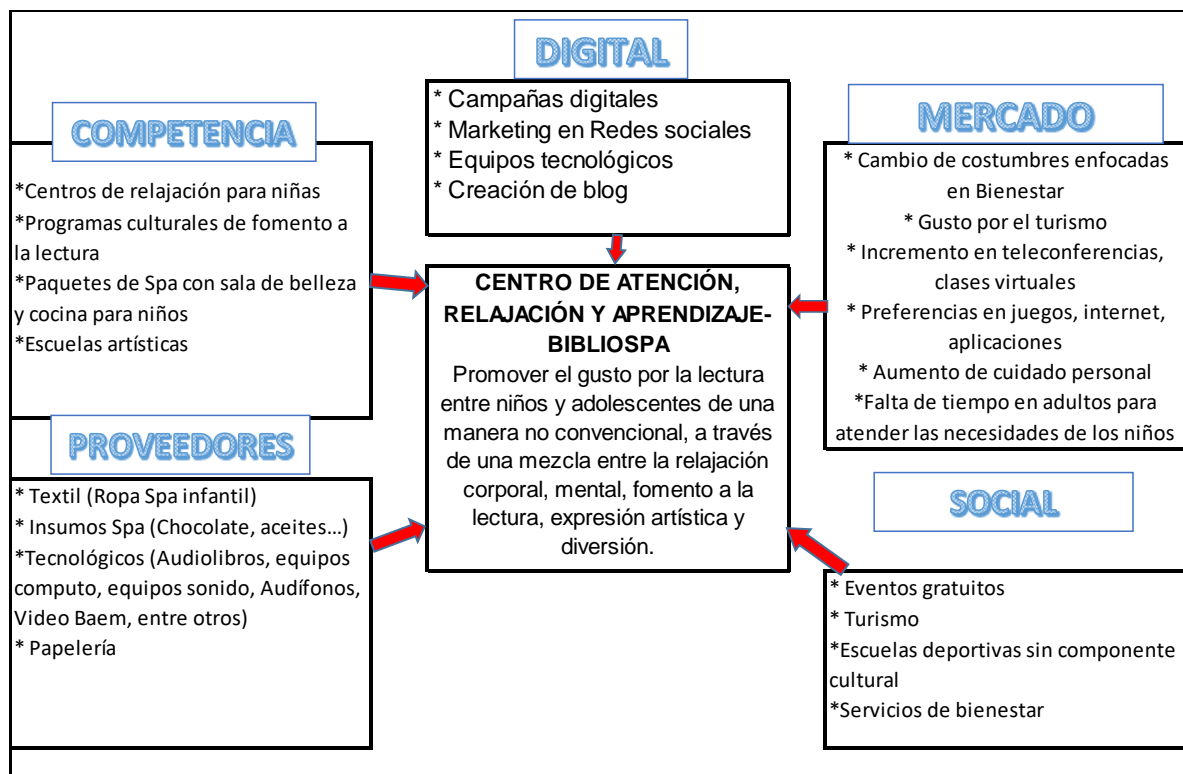 DIGITAL
* Campañas digitales
* Marketing en Redes sociales
* Equipos tecnológicos
* Creación de blog
COMPETENCIA
*Centros de relajación para niñas
*Programas culturales de fomento a
la lectura
*Paquetes de Spa con sala de belleza
y cocina para niños
*Escuelas artísticas
MERCADO
* Cambio de costumbres enfocadas
en Bienestar
* Gusto por el turismo
* Incremento en teleconferencias,
clases virtuales
* Preferencias en juegos, internet,
aplicaciones
* Aumento de cuidado personal
*Falta de tiempo en adultos para
atender las necesidades de los niños
CENTRO DE ATENCIÓN,
RELAJACIÓN Y APRENDIZAJE-
BIBLIOSPA
Promover el gusto por la lectura
entre niños y adolescentes de una
manera no convencional, a través
de una mezcla entre la relajación
corporal, mental, fomento a la
lectura, expresión artística y
diversión.
PROVEEDORES
* Textil (Ropa Spa infantil)
* Insumos Spa (Chocolate, aceites...)
*Tecnológicos (Audiolibros, equipos
computo, equipos sonido, Audífonos,
Video Baem, entre otros)
* Papelería
SOCIAL
* Eventos gratuitos
* Turismo
*Escuelas deportivas sin componente
cultural
*Servicios de bienestar